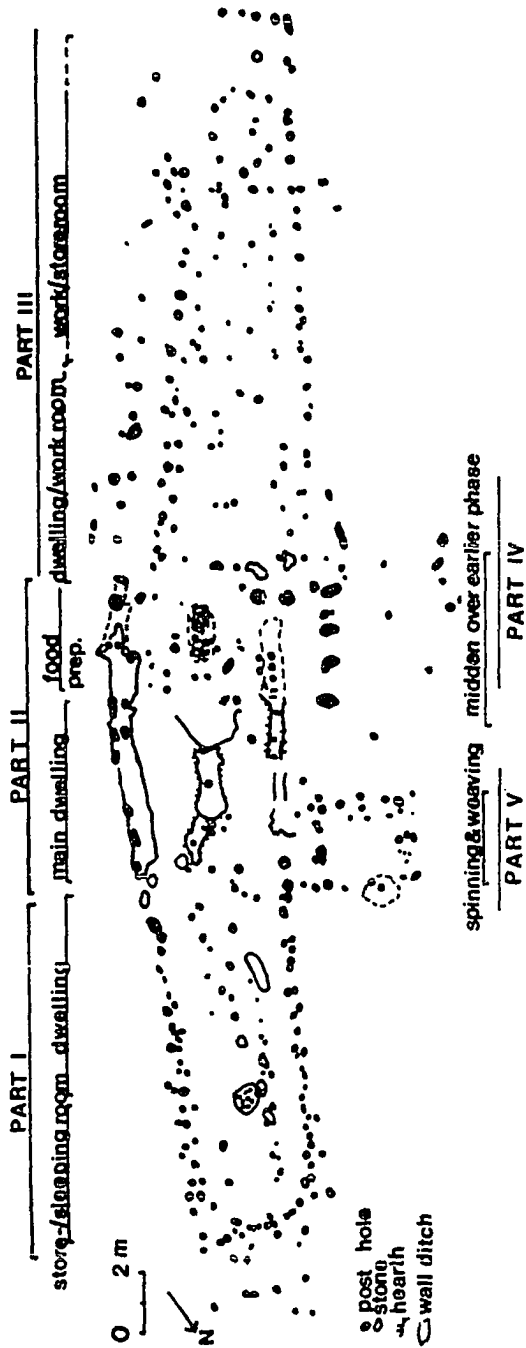 PART I
PART II
PART III
store-/sleeping room
dwelling
main dwelling
food
prep.
dwelling/work room
work/storeroom
0 2 m
N
post hole
stone
hearth
wall ditch
spinning & weaving
midden over earlier phase
PART V
PART IV